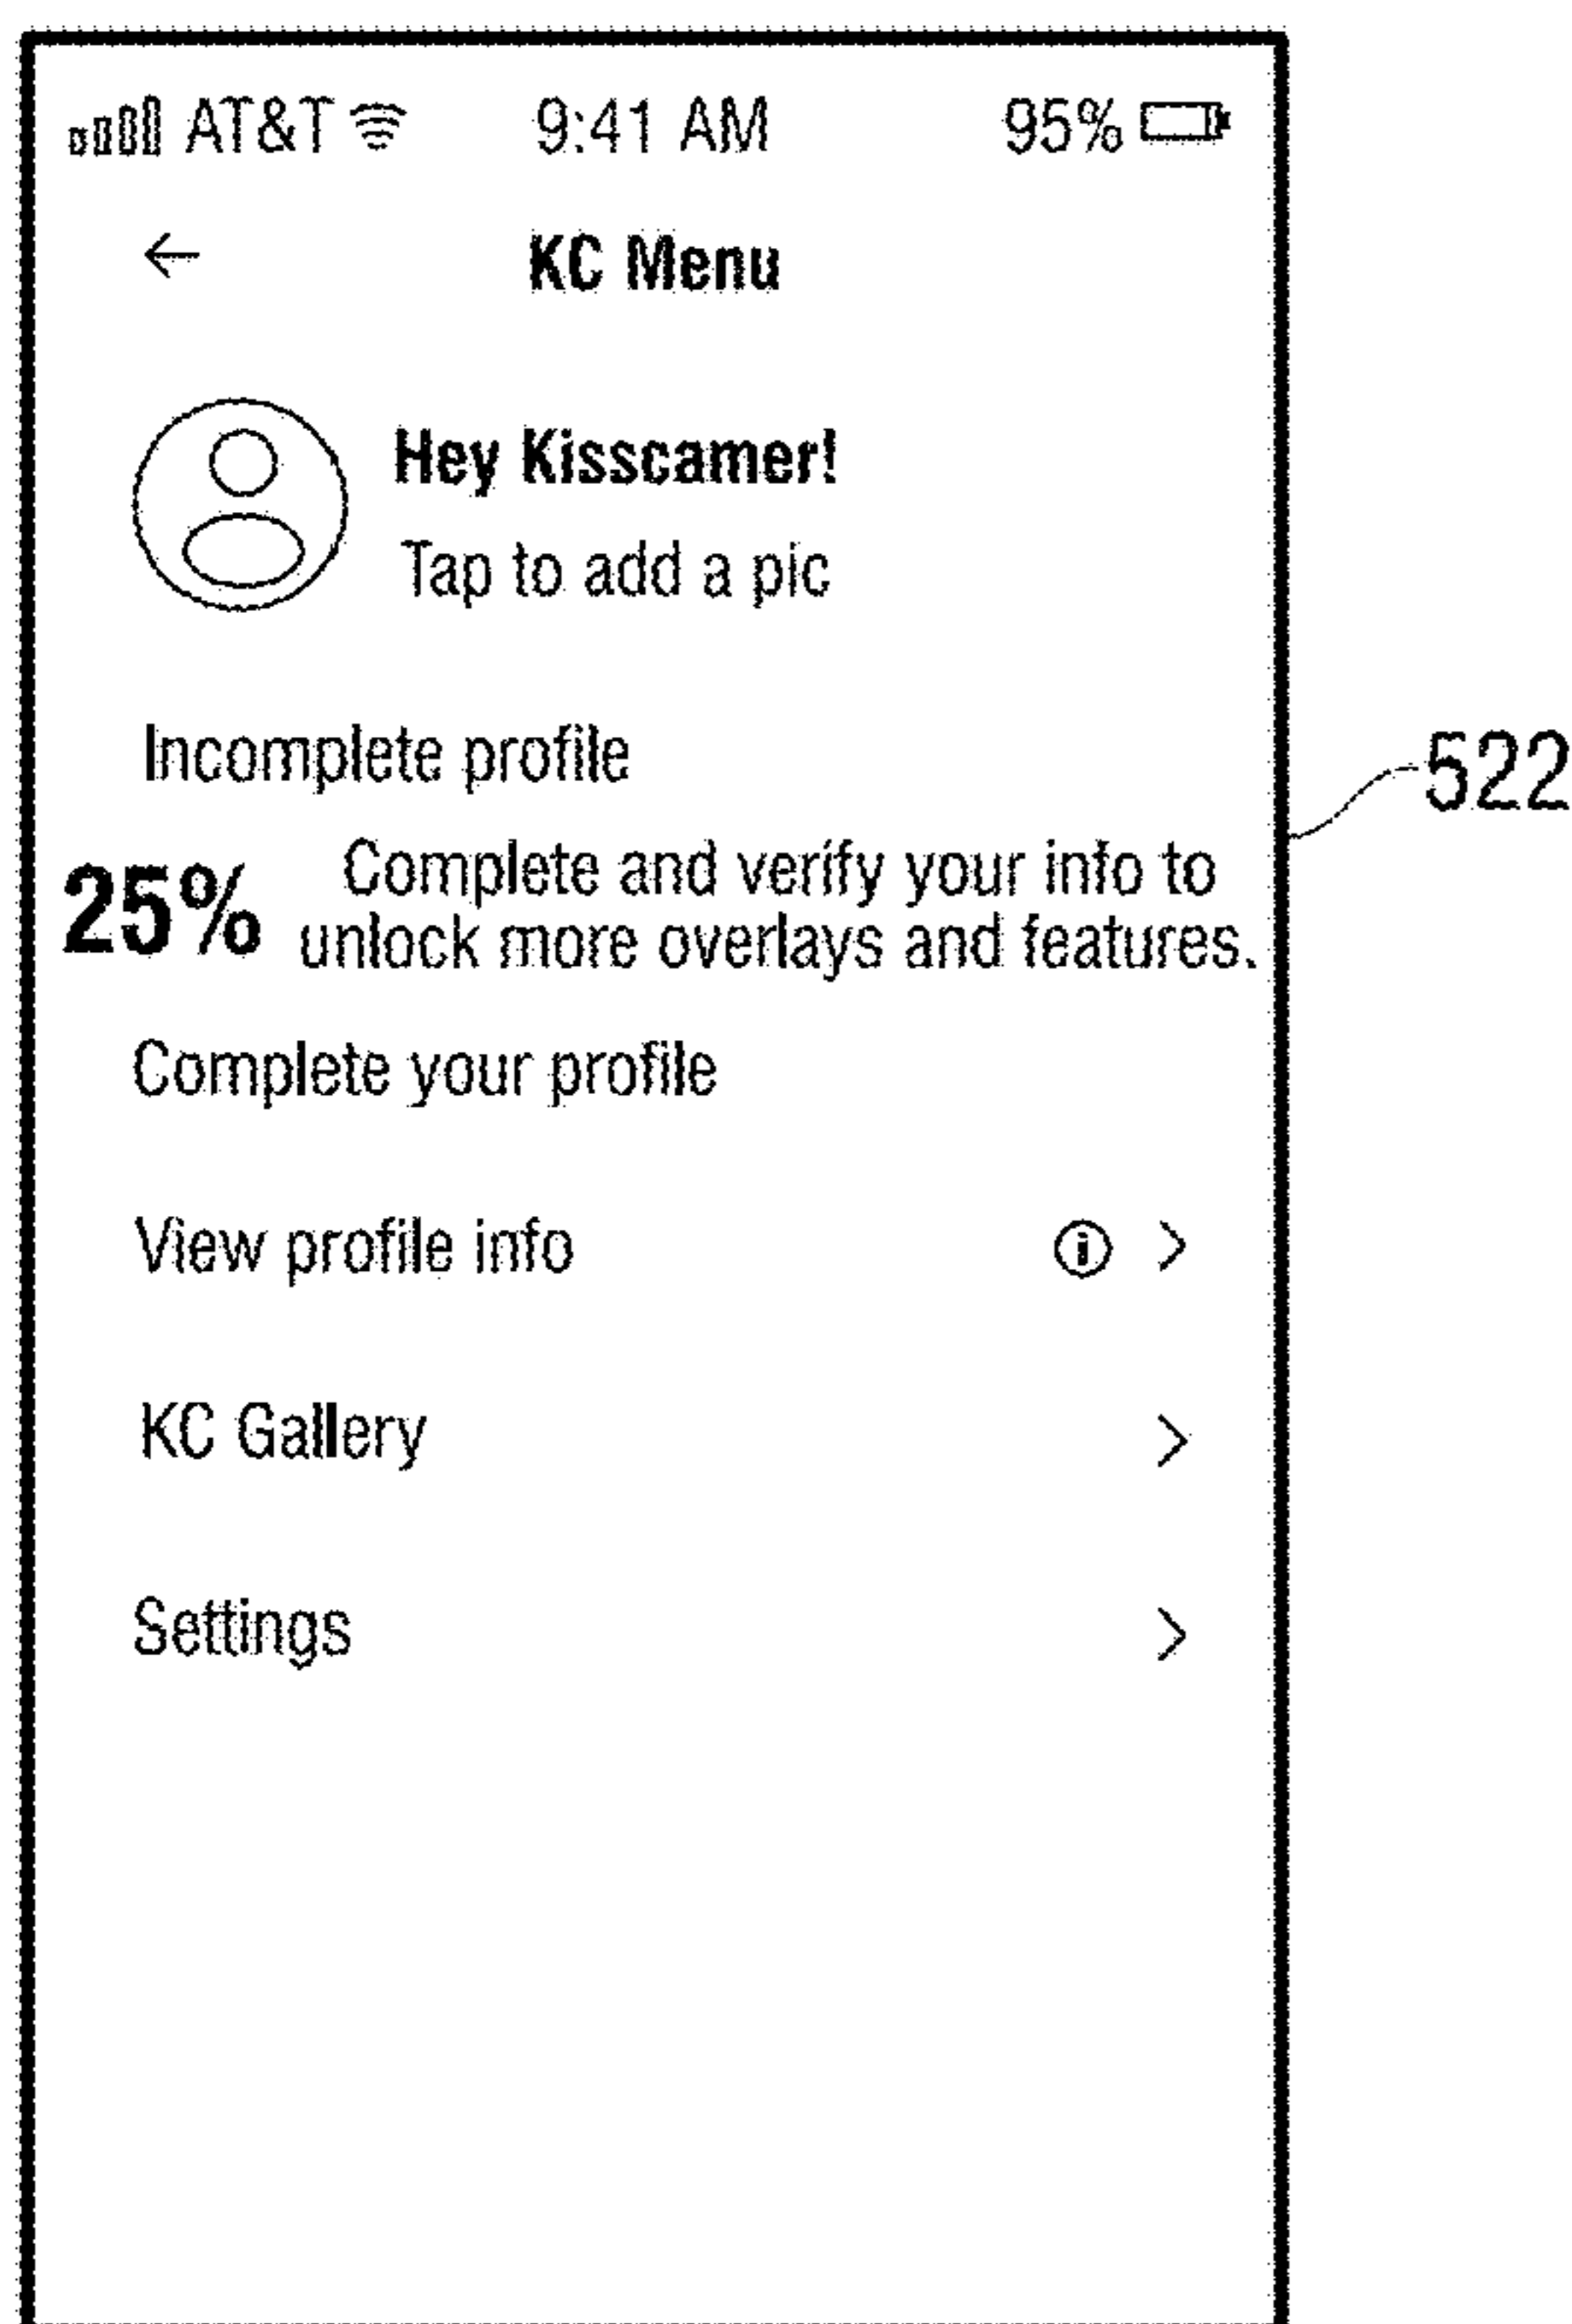 AT&T 9:41 AM 95%
KC Menu
Hey Kisscamer!
Tap to add a pic
Incomplete profile
522
25% Complete and verify your info to
unlock more overlays and features.
Complete your profile
View profile info
KC Gallery
Settings